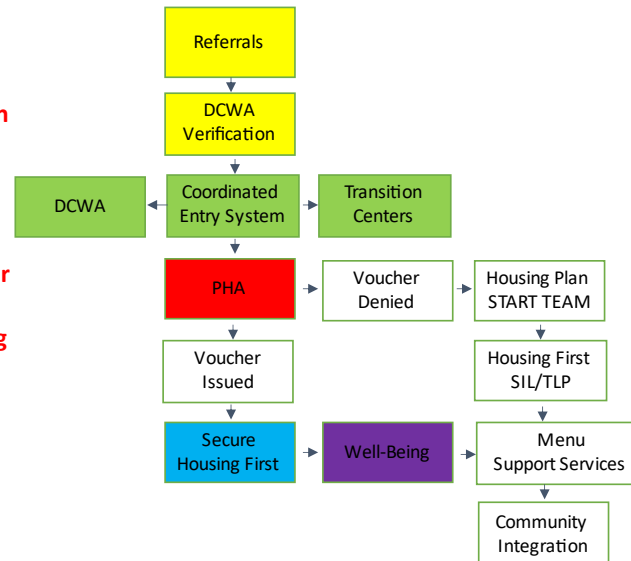 Referrals
n
DCWA
Verification
DCWA
Coordinated
Entry System
Transition
Centers
r
PHA
Voucher
Denied
Housing Plan
START TEAM
g
Voucher
Issued
Housing First
SIL/TLP
Secure
Housing First
Well-Being
Menu
Support Services
Community
Integration